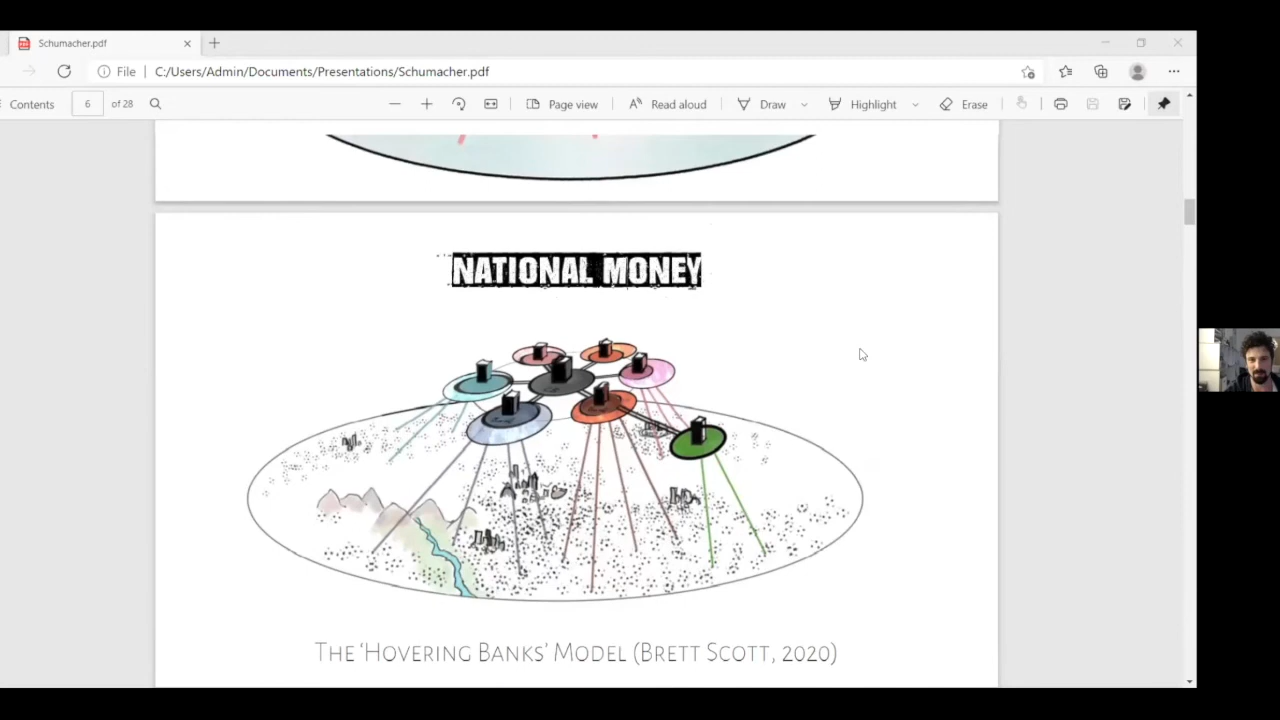 Schumacher.pdf
File C:/Users/Admin/Documents/Presentations/Schumacher.pdf
Contents 6 of 28 Page view Read aloud Draw Highlight Erase
NATIONAL MONEY
The ‘Hovering Banks’ Model (Brett Scott, 2020)